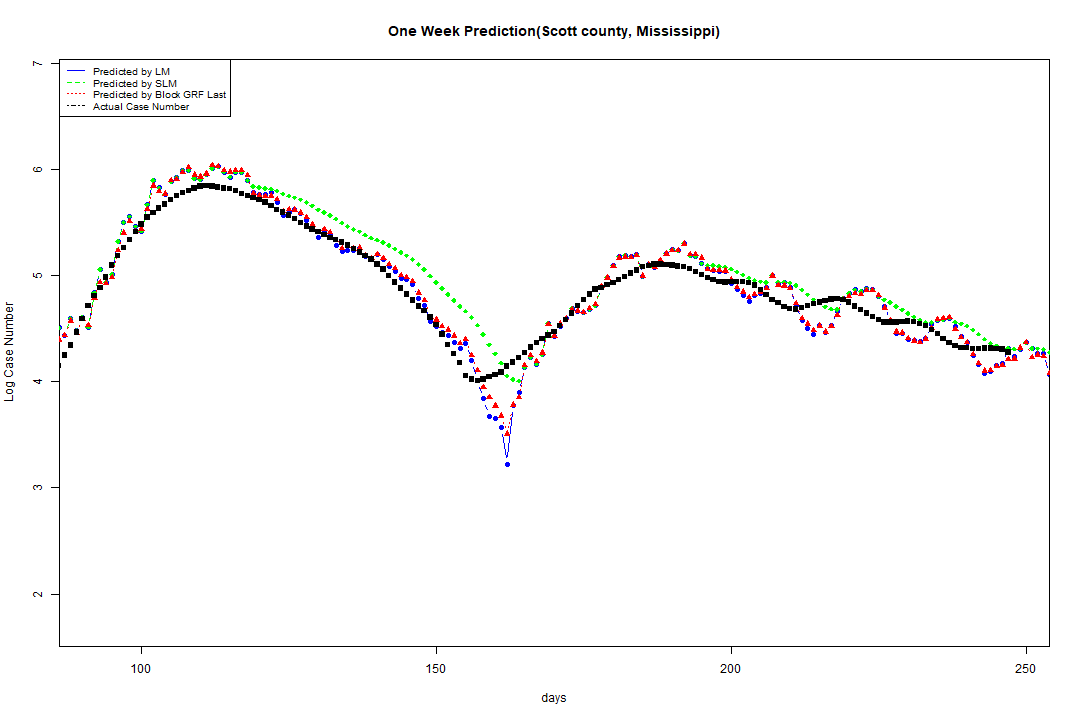 One Week Prediction(Scott county, Mississippi)
Predicted by LM
Predicted by SLM
Predicted by Block GRF Last
Actual Case Number
7
6
5
4
3
2
Log Case Number
100 150 200 250
days